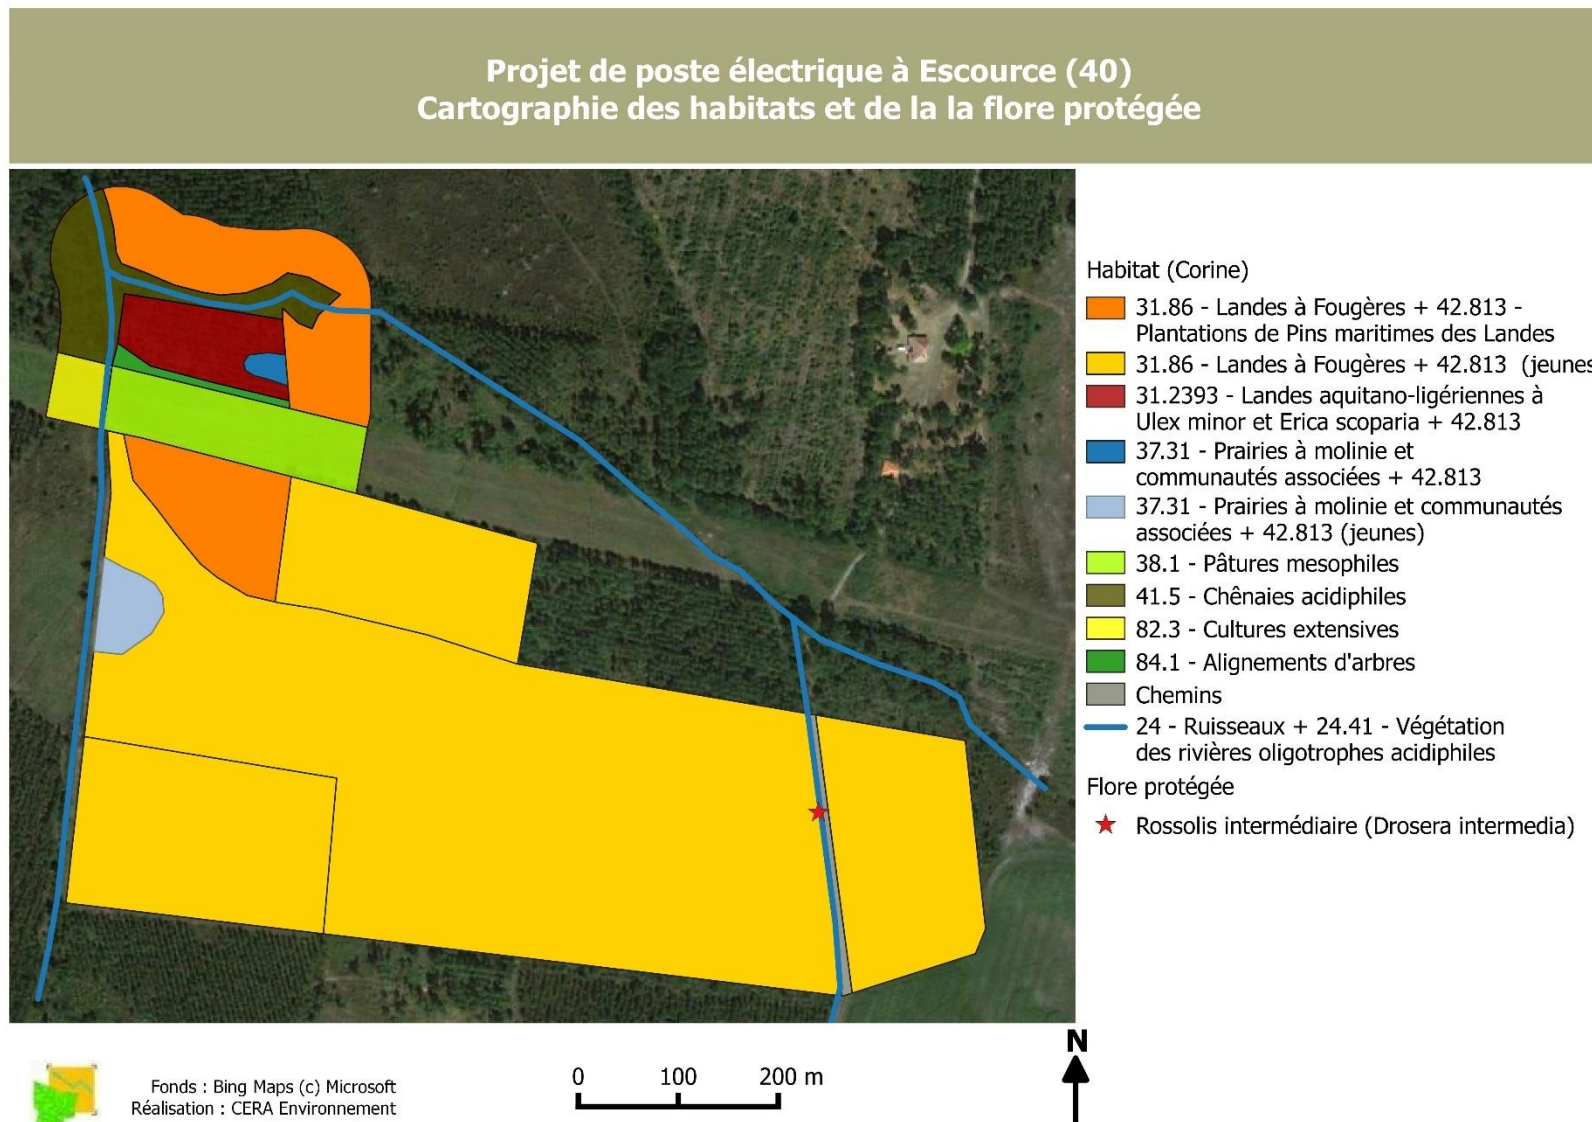 Projet de poste électrique à Escource (40)
Cartographie des habitats et de la la flore protégée
Habitat (Corine)
31.86 - Landes à Fougères + 42.813 -
Plantations de Pins maritimes des Landes
31.86 - Landes à Fougères + 42.813 (jeunes
31.2393 - Landes aquitano-ligériennes à
Ulex minor et Erica scoparia + 42.813
37.31 - Prairies à molinie et
communautés associées + 42.813
37.31 - Prairies à molinie et communautés
associées + 42.813 (jeunes)
38.1 - Pâtures mesophiles
41.5 - Chênaies acidiphiles
82.3 - Cultures extensives
84.1 - Alignements d'arbres
Chemins
24 - Ruisseaux + 24.41 - Végétation
des rivières oligotrophes acidiphiles
Flore protégée
Rossolis intermédiaire (Drosera intermedia)
Fonds : Bing Maps (c) Microsoft
Réalisation : CERA Environnement
0 100 200 m
N